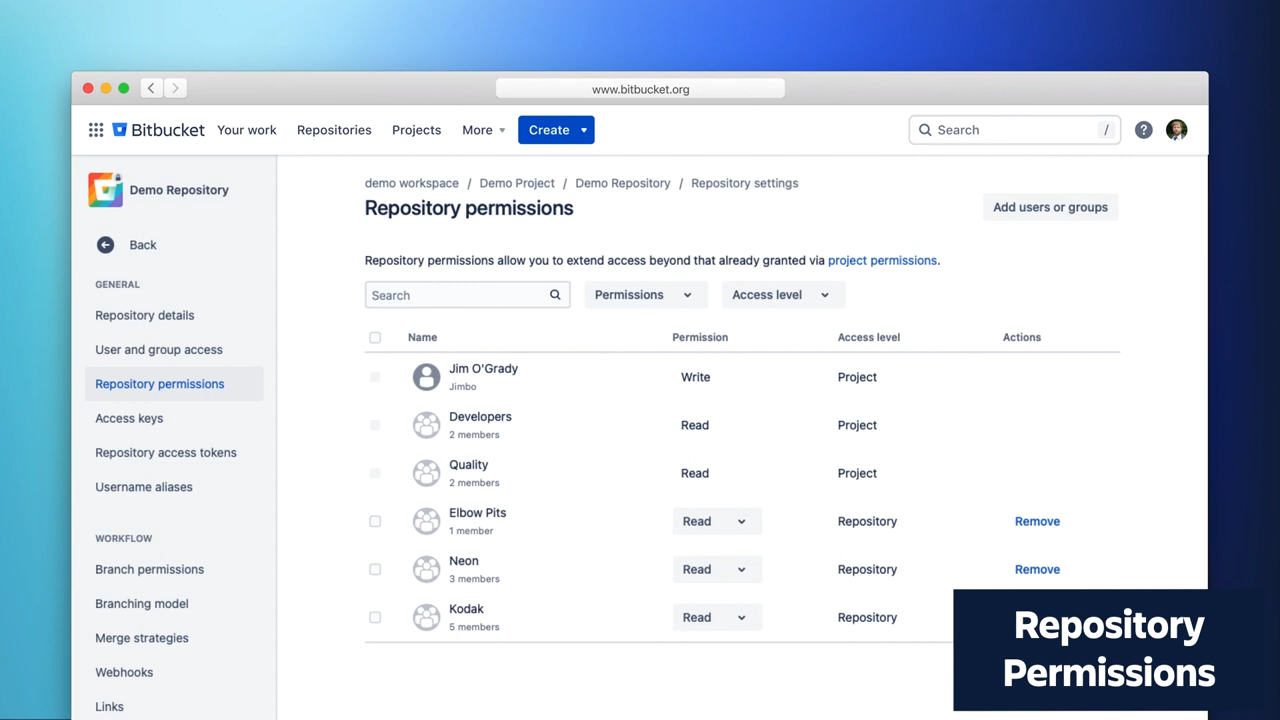 www.bitbucket.org
Bitbucket Your work Repositories Projects More Create Search / ?
Demo Repository
Back
GENERAL
Repository details
User and group access
Repository permissions
Access keys
Repository access tokens
Username aliases
WORKFLOW
Branch permissions
Branching model
Merge strategies
Webhooks
Links
demo workspace / Demo Project / Demo Repository / Repository settings
Repository permissions
Add users or groups
Repository permissions allow you to extend access beyond that already granted via project permissions.
Search Permissions Access level
Name Permission Access level Actions
Jim O'Grady
Jimbo
Write Project
Developers
2 members
Read Project
Quality
2 members
Read Project
Elbow Pits
1 member
Read Repository Remove
Neon
3 members
Read Repository Remove
Kodak
5 members
Read Repository
Repository
Permissions